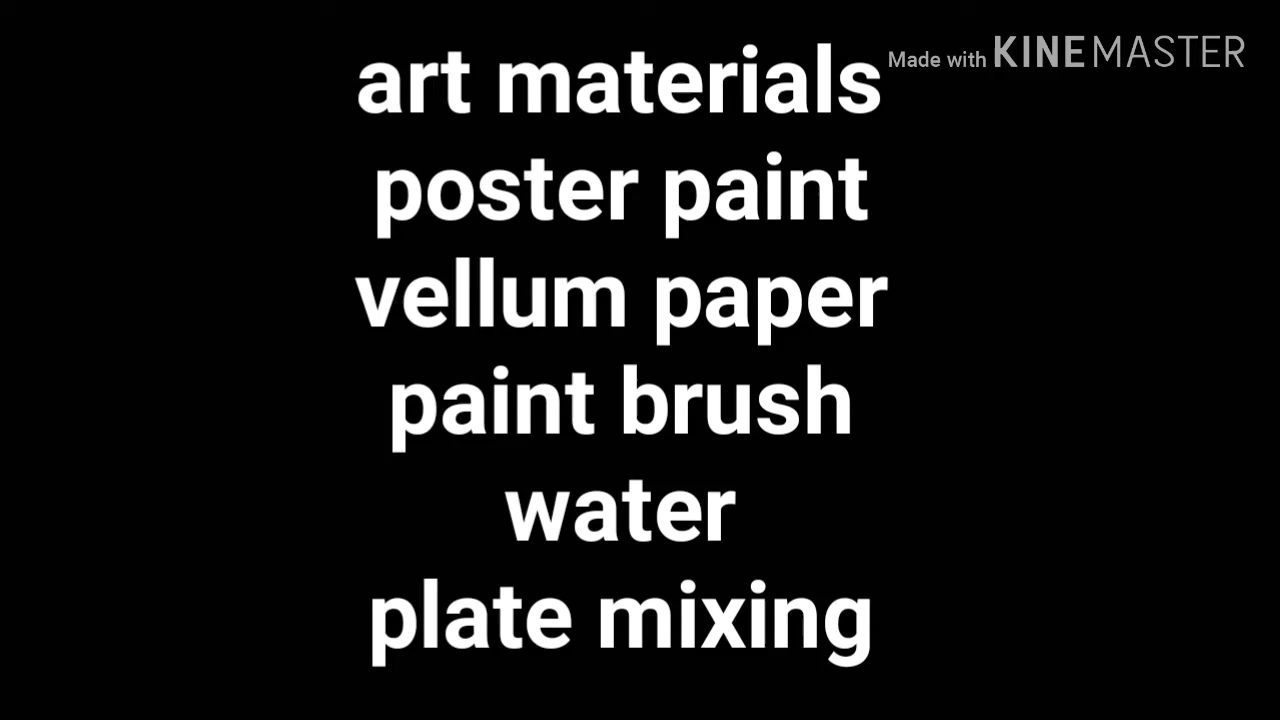 art materials
Made with KINEMASTER
poster paint
vellum paper
paint brush
water
plate mixing